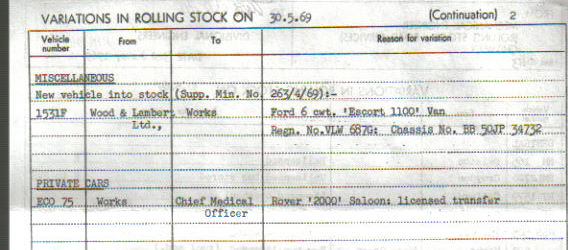 VARIATIONS IN ROLLING STOCK ON 30.5.69 (Continuation) 2
Vehicle number From To Reason for variation
MISCELLANEOUS
New vehicle into stock (Supp. Min. No. 263/4/69):-
1531F Wood & Lambert Works Ford 6 cwt. 'Escort 1100' Van
Ltd., Regn. No.VLW 687G: Chassis No. BB 50JP 34732
PRIVATE CARS
ECO 75 Works Chief Medical Rover '2000' Saloon: licensed transfer
Officer